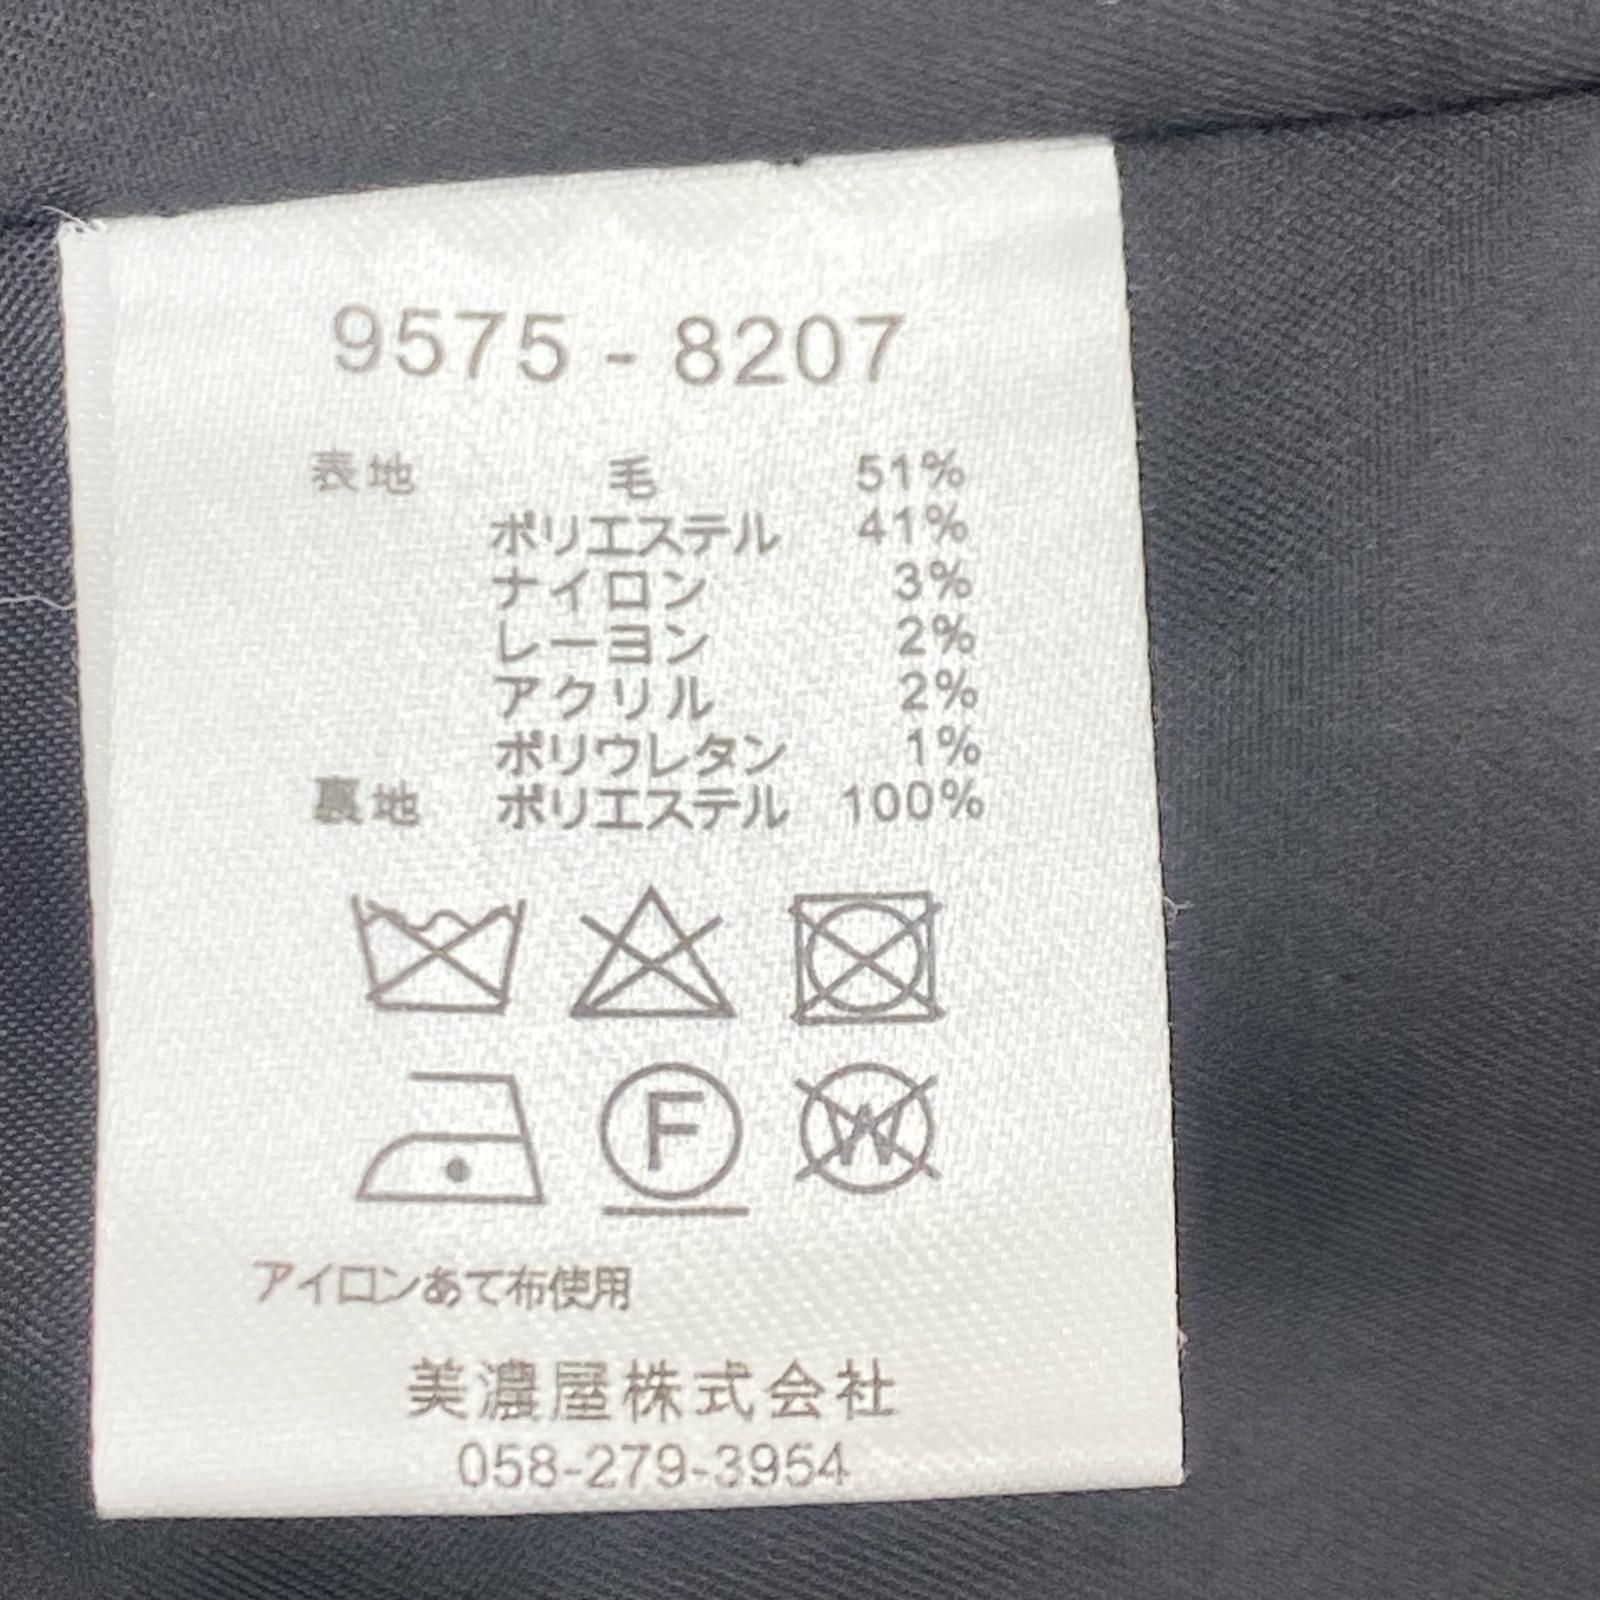 9575 - 8207
表地 毛 51%
ポリエステル 41%
ナイロン 3%
レーヨン 2%
アクリル 2%
ポリウレタン 1%
裏地 ポリエステル 100%
F W
アイロンあて布使用
美濃屋株式会社
058-279-3954